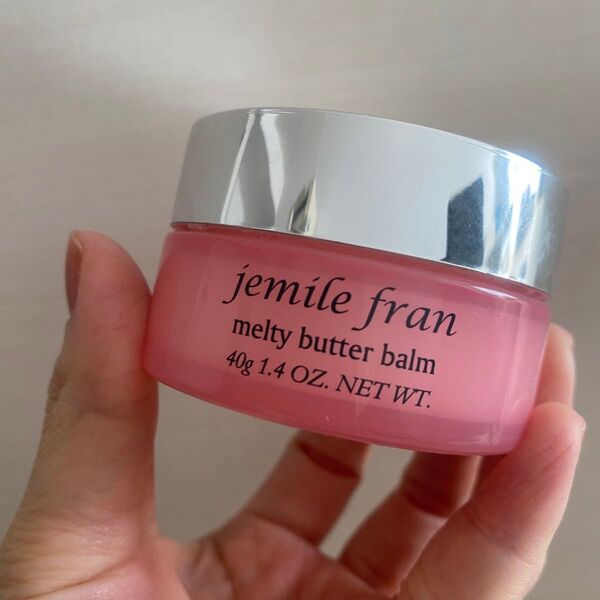 jemile fran
melty butter balm
40g 1.4 OZ. NET WT.